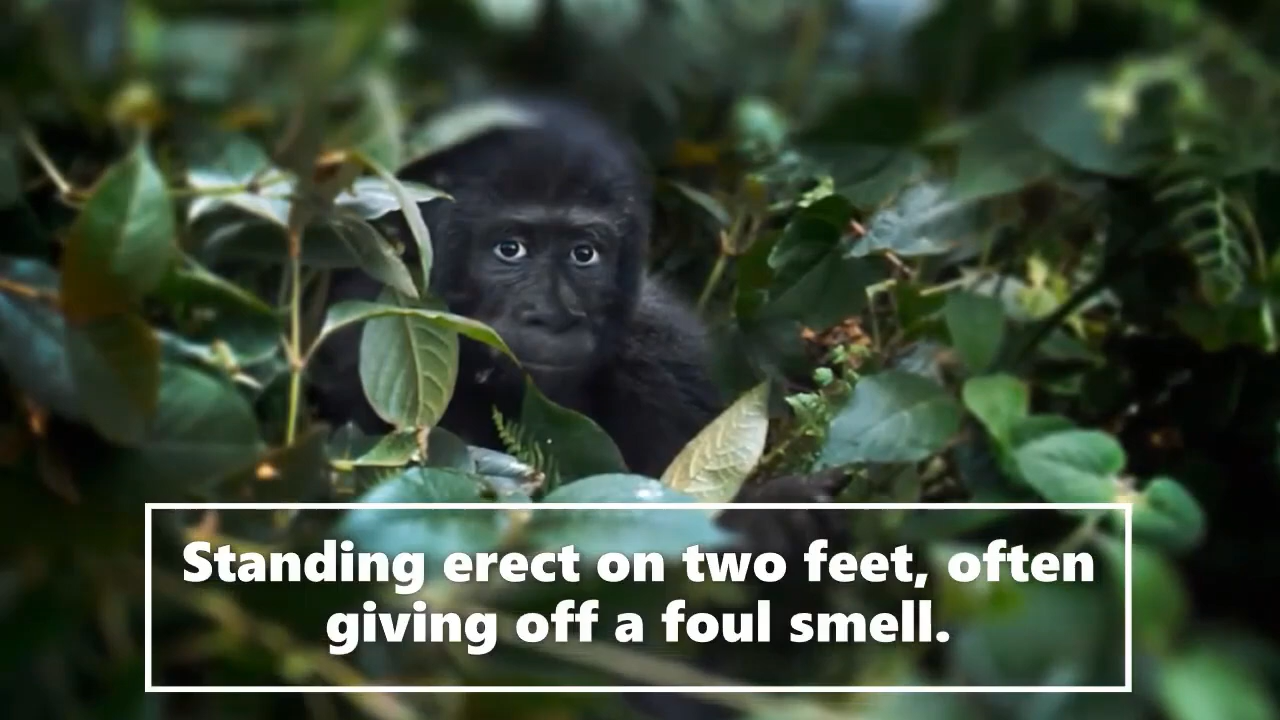 Standing erect on two feet, often
giving off a foul smell.